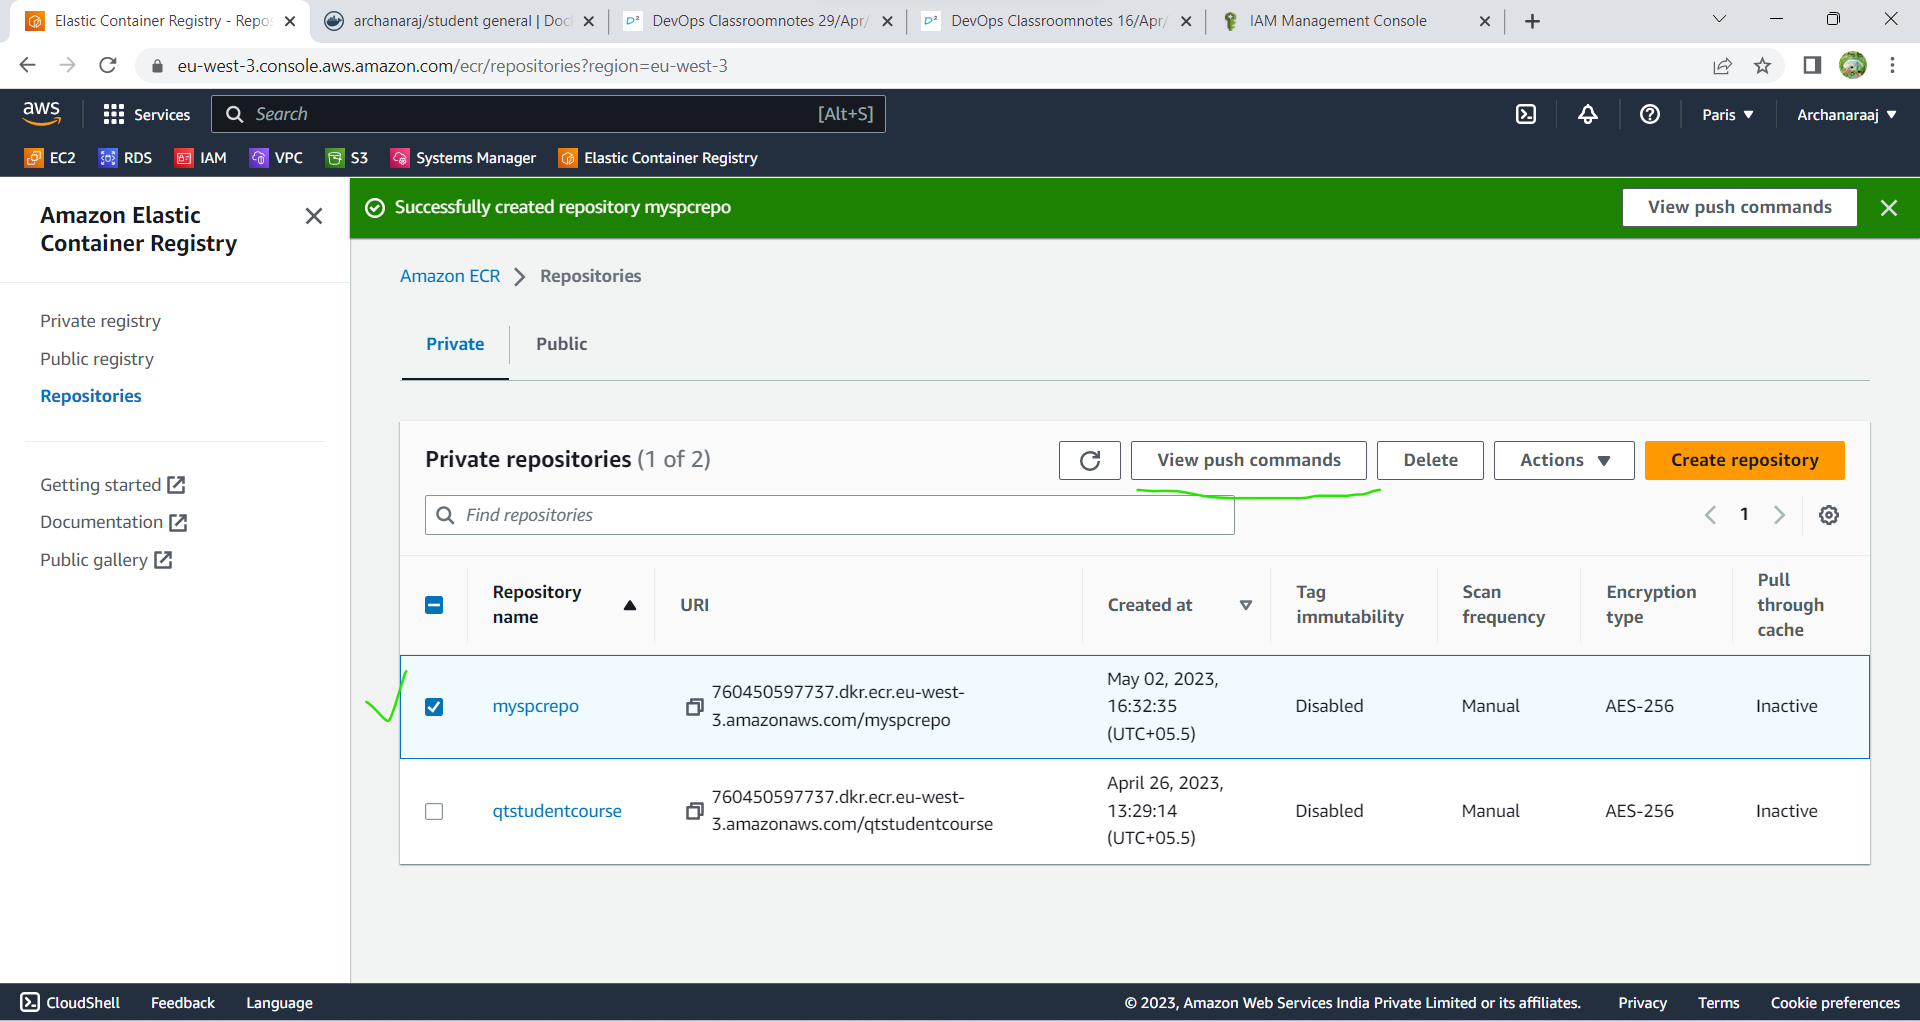 Elastic Container Registry - Repos
archanaraj/student general | Doc
DevOps Classroomnotes 29/Apr/
DevOps Classroomnotes 16/Apr/
IAM Management Console
eu-west-3.console.aws.amazon.com/ecr/repositories?region=eu-west-3
aws
Services
Search
[Alt+S]
Paris
Archanaraaj
EC2
RDS
IAM
VPC
S3
Systems Manager
Elastic Container Registry
Amazon Elastic
Container Registry
Private registry
Public registry
Repositories
Getting started
Documentation
Public gallery
Successfully created repository myspcrepo
View push commands
Amazon ECR
Repositories
Private
Public
Private repositories (1 of 2)
View push commands
Delete
Actions
Create repository
Find repositories
1
Repository
name
URI
Created at
Tag
immutability
Scan
frequency
Encryption
type
Pull
through
cache
myspcrepo
760450597737.dkr.ecr.eu-west-
3.amazonaws.com/myspcrepo
May 02, 2023,
16:32:35
(UTC+05.5)
Disabled
Manual
AES-256
Inactive
qtstudentcourse
760450597737.dkr.ecr.eu-west-
3.amazonaws.com/qtstudentcourse
April 26, 2023,
13:29:14
(UTC+05.5)
Disabled
Manual
AES-256
Inactive
CloudShell
Feedback
Language
© 2023, Amazon Web Services India Private Limited or its affiliates.
Privacy
Terms
Cookie preferences